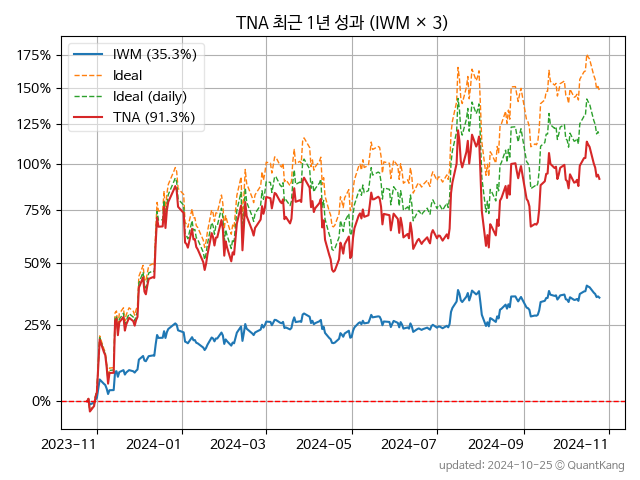 TNA 최근 1년 성과 (IWM × 3)
IWM (35.3%)
Ideal
Ideal (daily)
TNA (91.3%)
175%
150%
125%
100%
75%
50%
25%
0%
2023-11
2024-01
2024-03
2024-05
2024-07
2024-09
2024-11
updated: 2024-10-25 © QuantKang